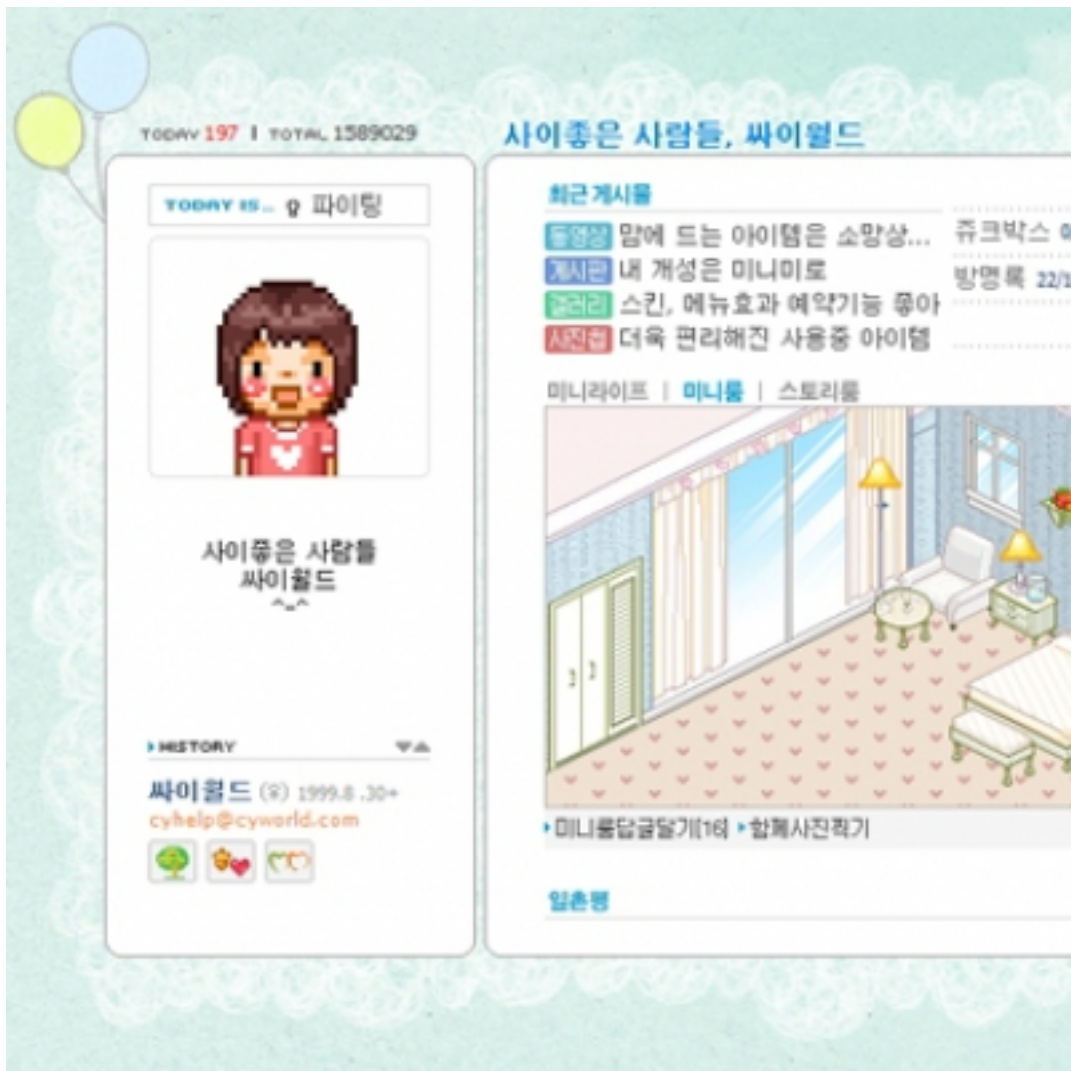 TODAY 197 | TOTAL 1589029
사이좋은 사람들, 싸이월드
TODAY IS... 파이팅
사이좋은 사람들
싸이월드
^_^
HISTORY
싸이월드 (우) 1999.8 .30+
cyhelp@cyworld.com
최근 게시물
동영상 맘에 드는 아이템은 소망상...
게시판 내 개성은 미니미로
갤러리 스킨, 메뉴효과 예약기능 좋아
사진첩 더욱 편리해진 사용중 아이템
쥬크박스
방명록 22/1
미니라이프 | 미니룸 | 스토리룸
미니룸답글달기[16] 함께사진찍기
일촌평